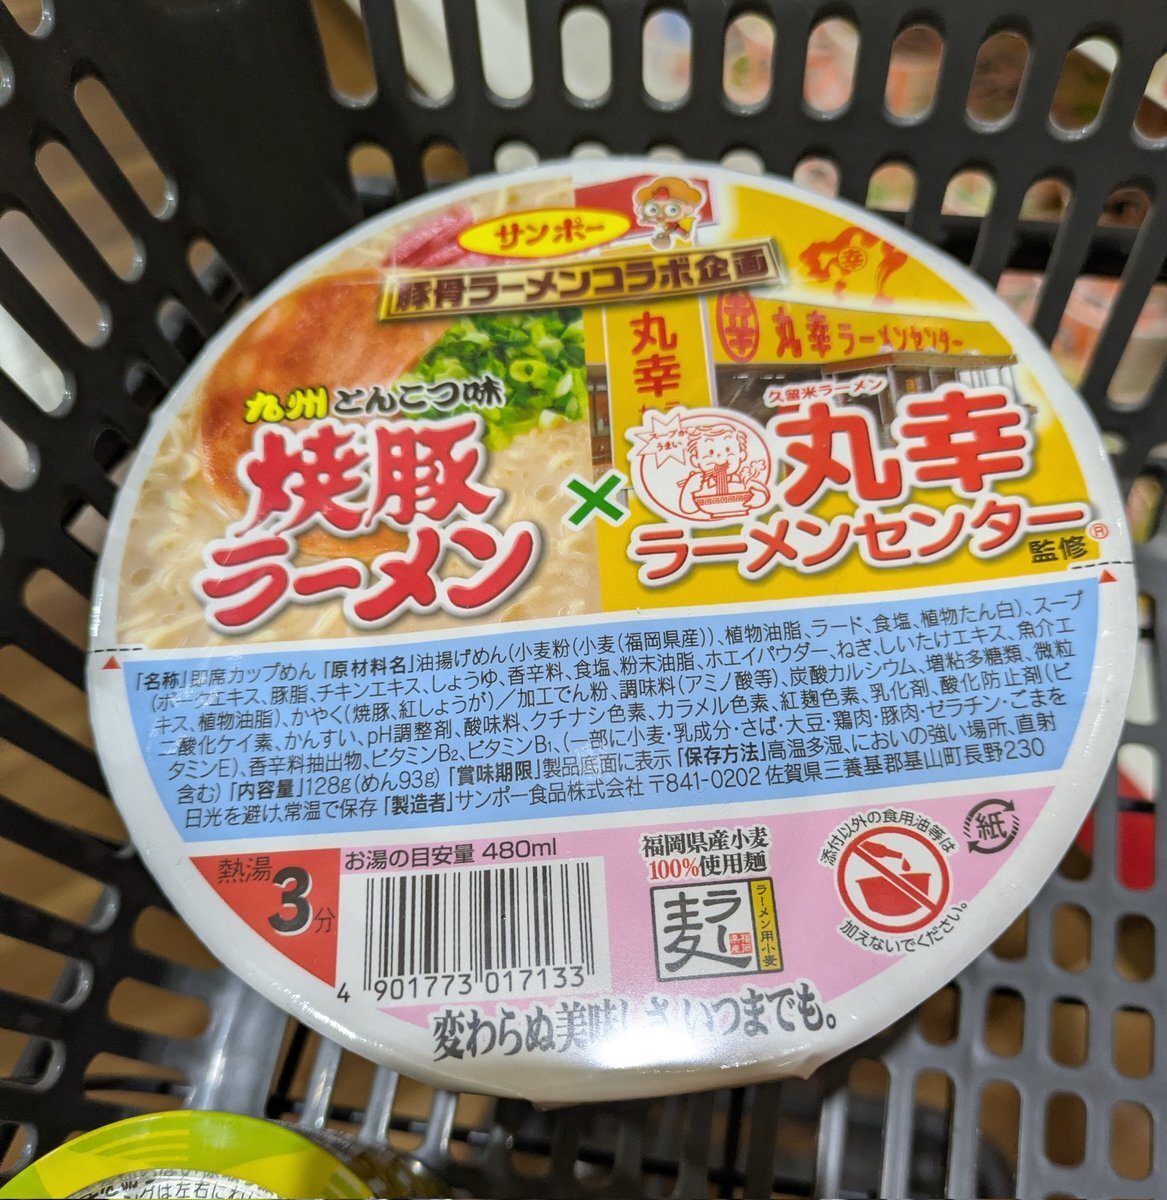 サンポー
豚骨ラーメンコラボ企画
幸
丸幸
丸幸ラーメンセンター
丸幸
九州とんこつ味
焼豚
ラーメン
×
スープが
うまい
久留米ラーメン
丸幸
ラーメンセンター®
監修
「名称」即席カップめん「原材料名」油揚げめん(小麦粉(小麦(福岡県産))、植物油脂、ラード、食塩、植物たん白)、スープ
(ポークエキス、豚脂、チキンエキス、しょうゆ、香辛料、食塩、粉末油脂、ホエイパウダー、ねぎ、しいたけエキス、魚介エ
キス、植物油脂)、かやく(焼豚、紅しょうが)/加工でん粉、調味料(アミノ酸等)、炭酸カルシウム、増粘多糖類、微粒
二酸化ケイ素、かんすい、pH調整剤、酸味料、クチナシ色素、カラメル色素、紅麹色素、乳化剤、酸化防止剤(ビ
タミンE)、香辛料抽出物、ビタミンB₂、ビタミンB₁、(一部に小麦・乳成分・さば・大豆・鶏肉・豚肉・ゼラチン・ごまを
含む)「内容量」128g(めん93g)「賞味期限」製品底面に表示「保存方法」高温多湿、においの強い場所、直射
日光を避け、常温で保存「製造者」サンポー食品株式会社 〒841-0202 佐賀県三養基郡基山町長野230
熱湯
3分
お湯の目安量 480ml
4 901773 017133
福岡県産小麦
100%使用麺
ラー麦
ラーメン用小麦
添付以外の食用油等は
加えないでください。
紙
変わらぬ美味しさいつまでも。